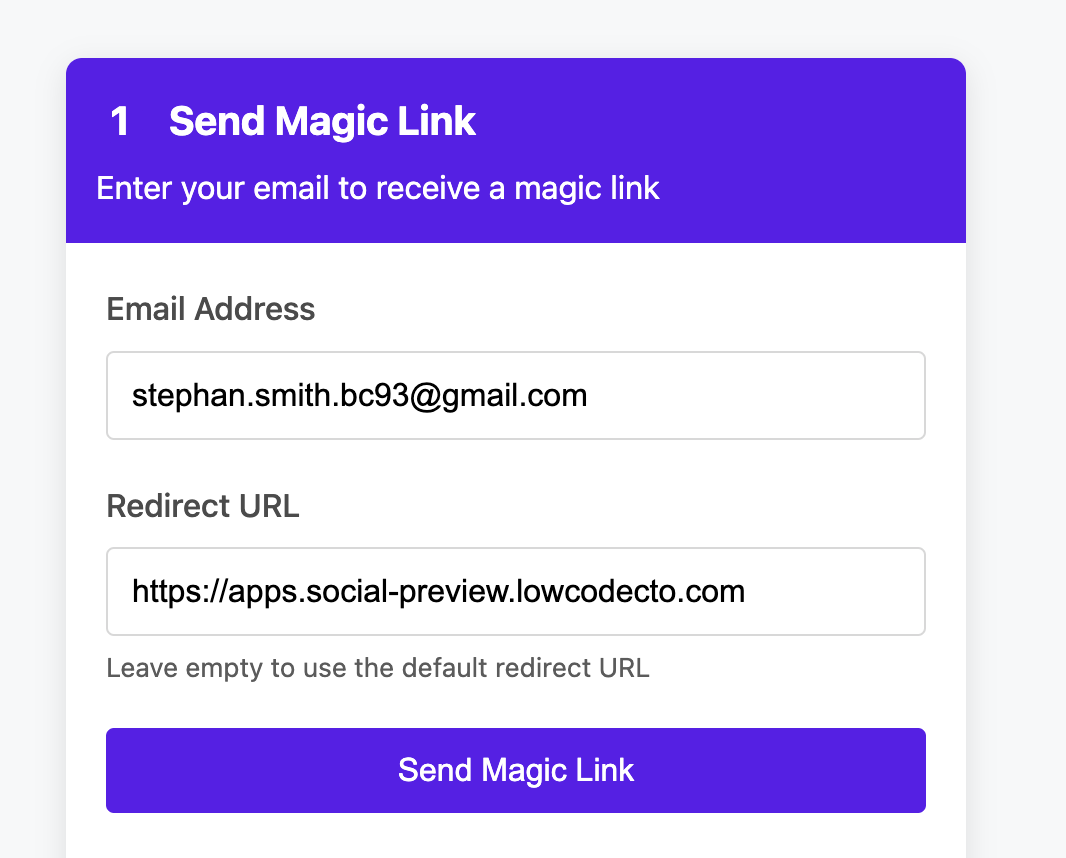 1 Send Magic Link
Enter your email to receive a magic link
Email Address
stephan.smith.bc93@gmail.com
Redirect URL
https://apps.social-preview.lowcodecto.com
Leave empty to use the default redirect URL
Send Magic Link